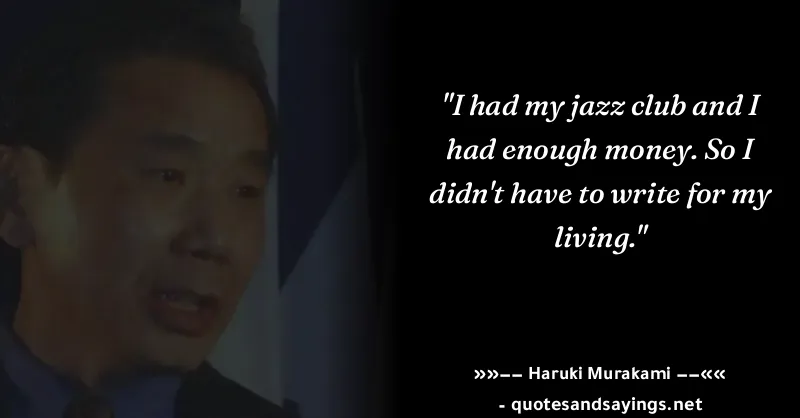 "I had my jazz club and I
had enough money. So I
didn't have to write for my
living."
»»–– Haruki Murakami ––««
- quotesandsayings.net